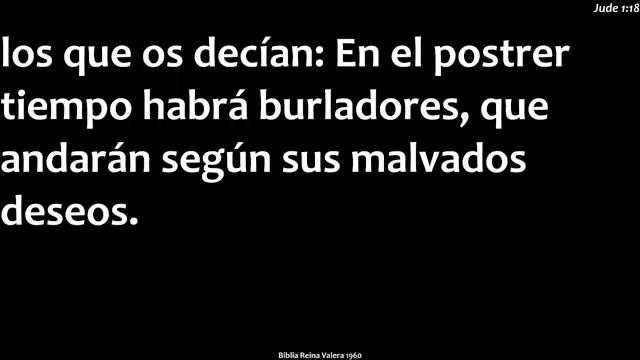 Jude 1:18
los que os decían: En el postrer
tiempo habrá burladores, que
andarán según sus malvados
deseos.
Biblia Reina Valera 1960